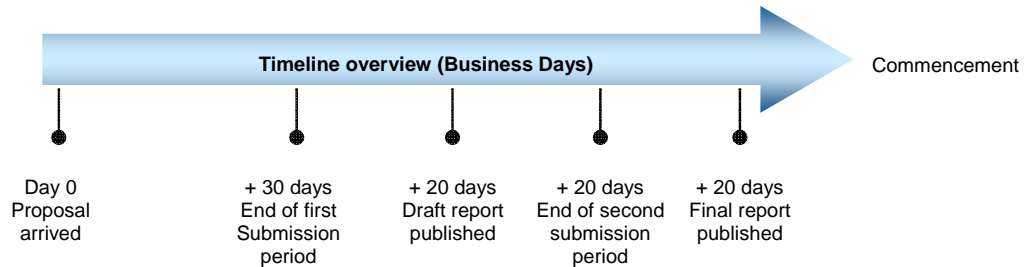 Timeline overview (Business Days)
Commencement
Day 0
Proposal
arrived
+ 30 days
End of first
Submission
period
+ 20 days
Draft report
published
+ 20 days
End of second
submission
period
+ 20 days
Final report
published